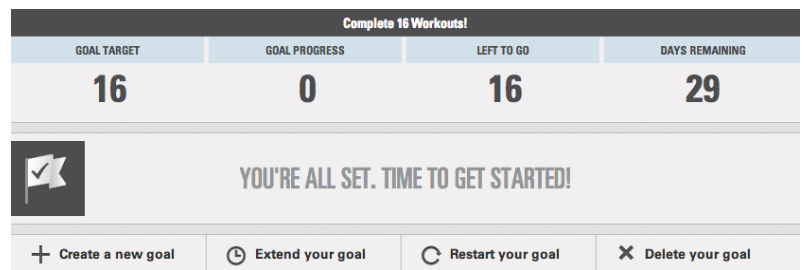 Complete 16 Workouts!
GOAL TARGET GOAL PROGRESS LEFT TO GO DAYS REMAINING
16 0 16 29
YOU'RE ALL SET. TIME TO GET STARTED!
Create a new goal Extend your goal Restart your goal Delete your goal